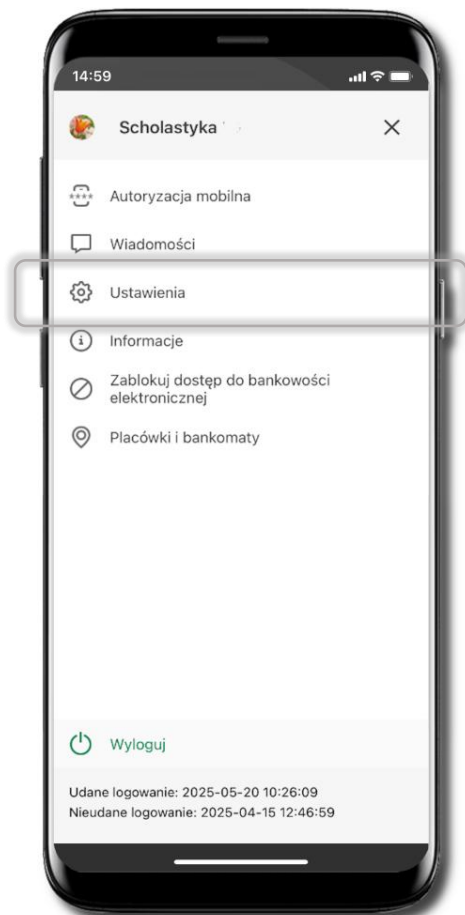 14:59
Scholastyka
Autoryzacja mobilna
Wiadomości
Ustawienia
Informacje
Zablokuj dostęp do bankowości
elektronicznej
Placówki i bankomaty
Wyloguj
Udane logowanie: 2025-05-20 10:26:09
Nieudane logowanie: 2025-04-15 12:46:59